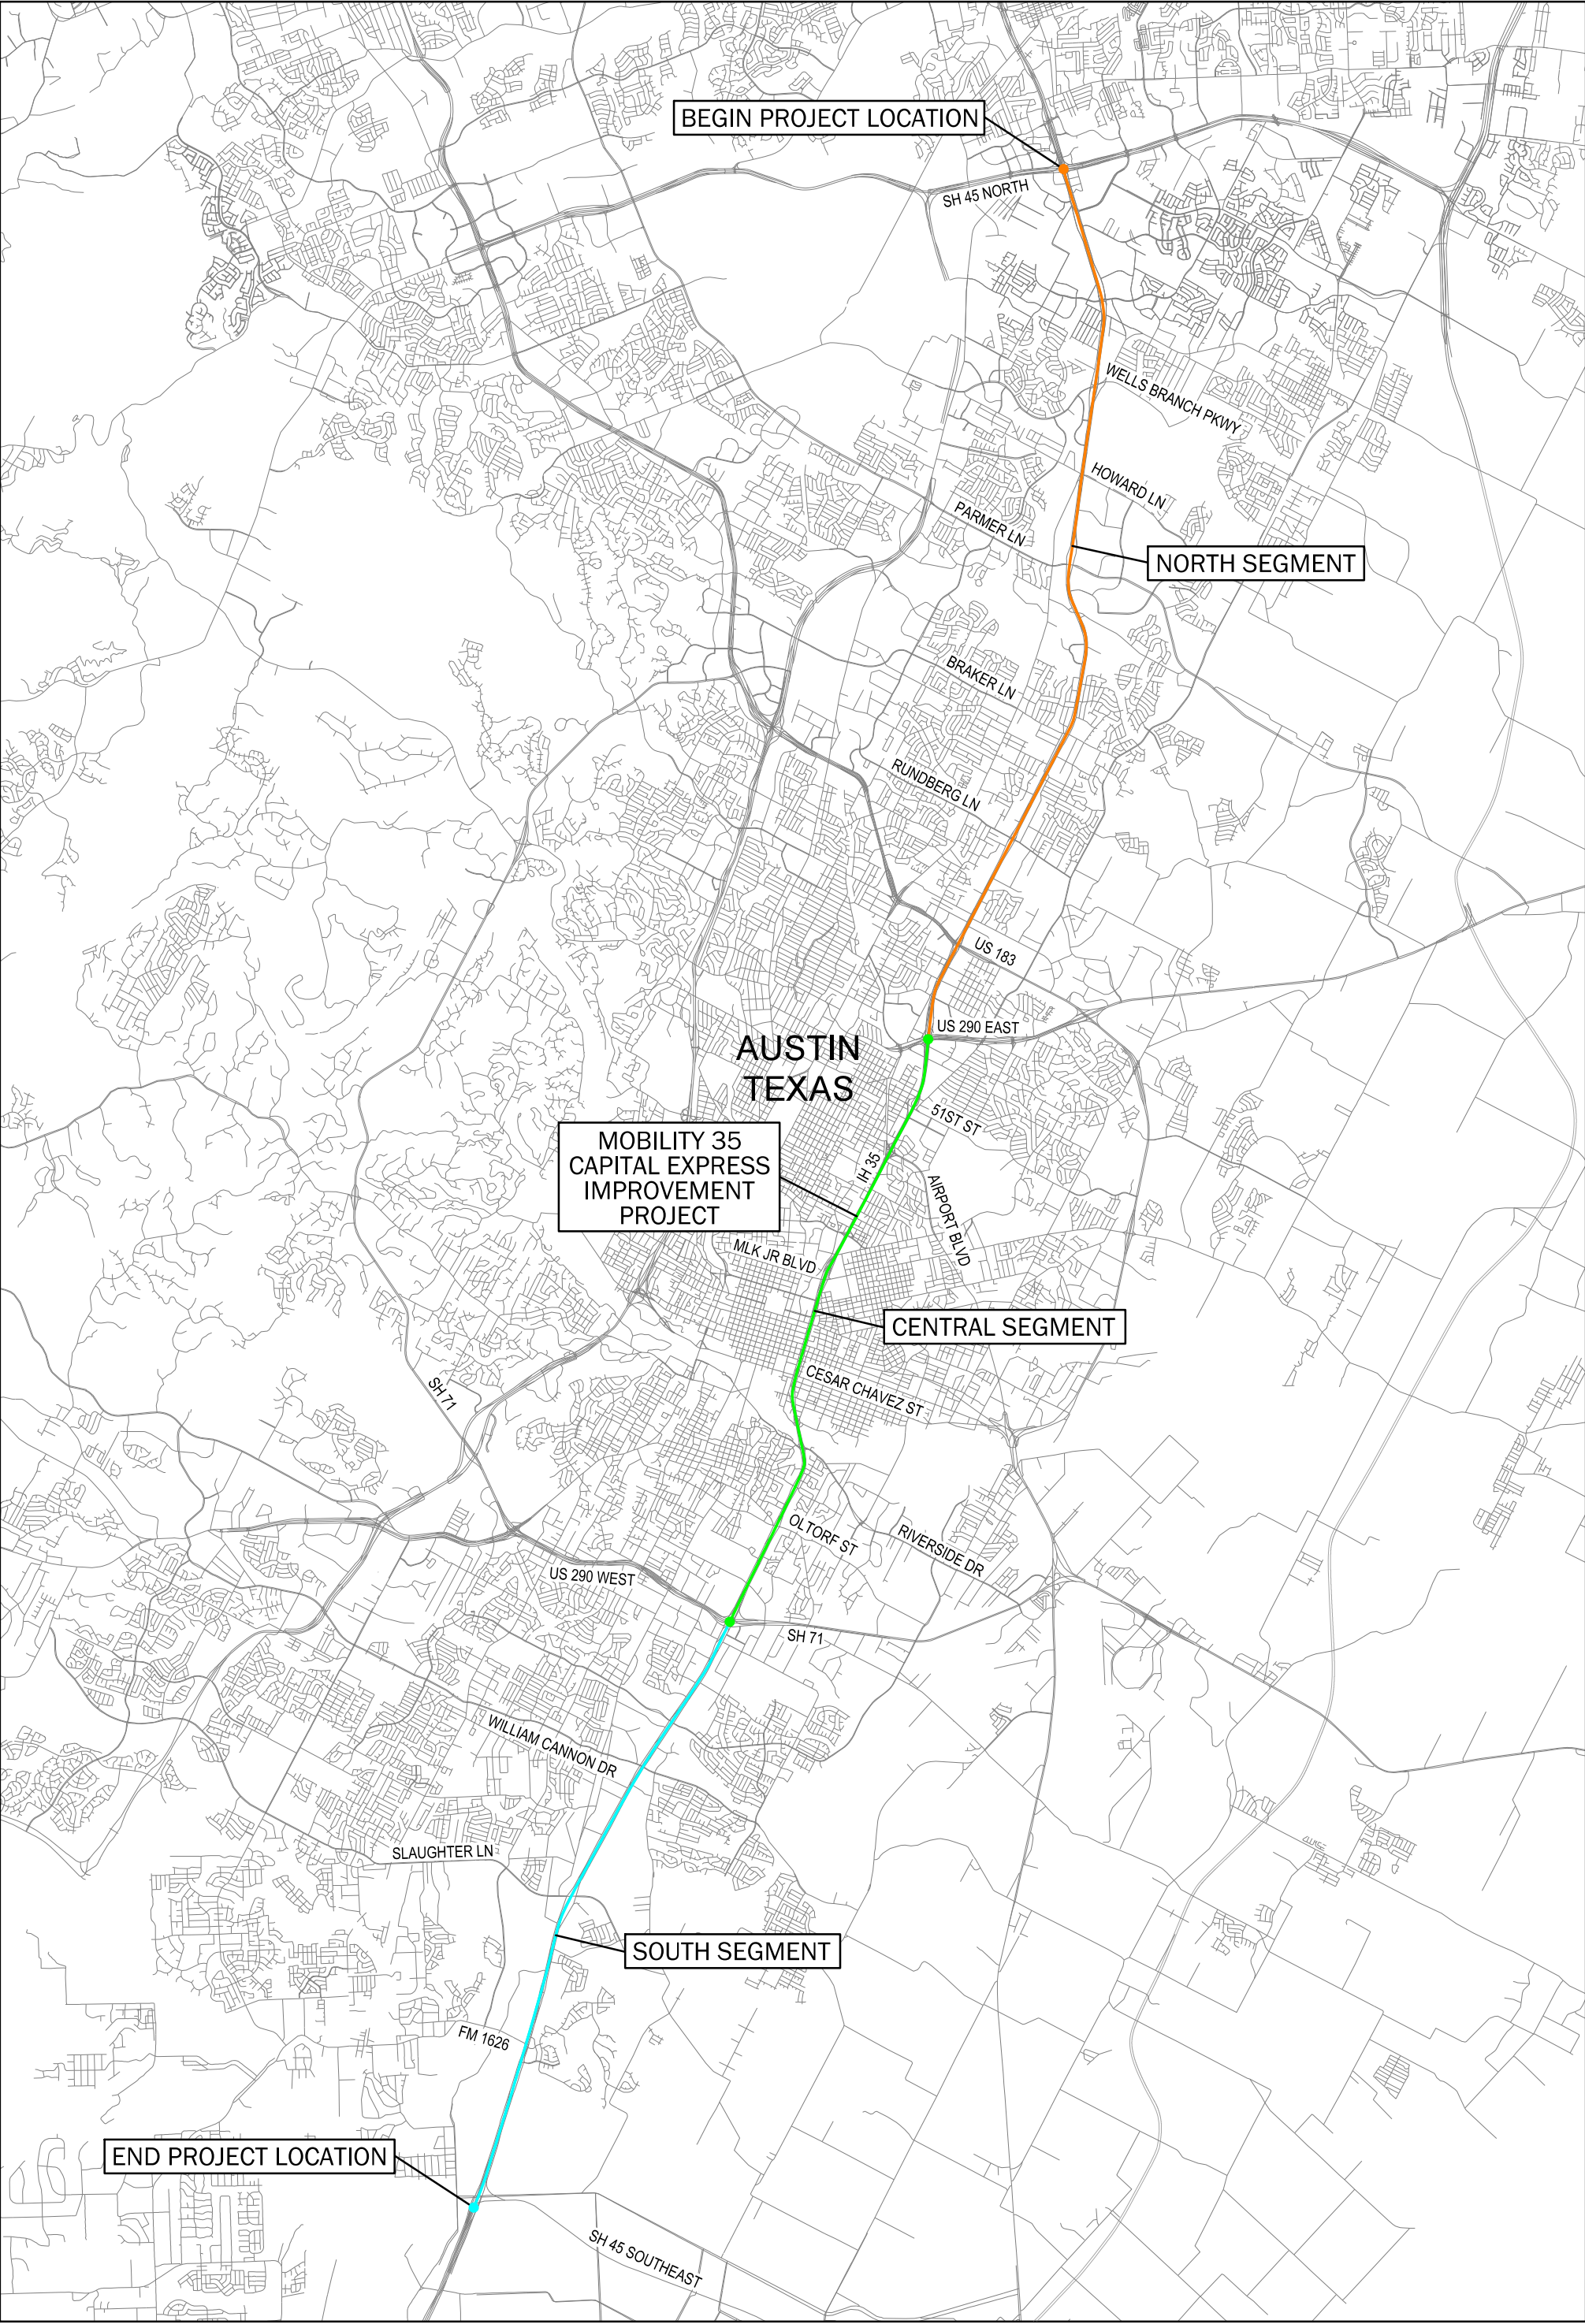 BEGIN PROJECT LOCATION
SH 45 NORTH
WELLS BRANCH PKWY
HOWARD LN
PARMER LN
NORTH SEGMENT
BRAKER LN
RUNDBERG LN
US 183
US 290 EAST
AUSTIN
TEXAS
51ST ST
MOBILITY 35
CAPITAL EXPRESS
IMPROVEMENT
PROJECT
IH 35
AIRPORT BLVD
MLK JR BLVD
CENTRAL SEGMENT
CESAR CHAVEZ ST
SH 71
OLTORF ST
RIVERSIDE DR
US 290 WEST
SH 71
WILLIAM CANNON DR
SLAUGHTER LN
SOUTH SEGMENT
FM 1626
END PROJECT LOCATION
SH 45 SOUTHEAST